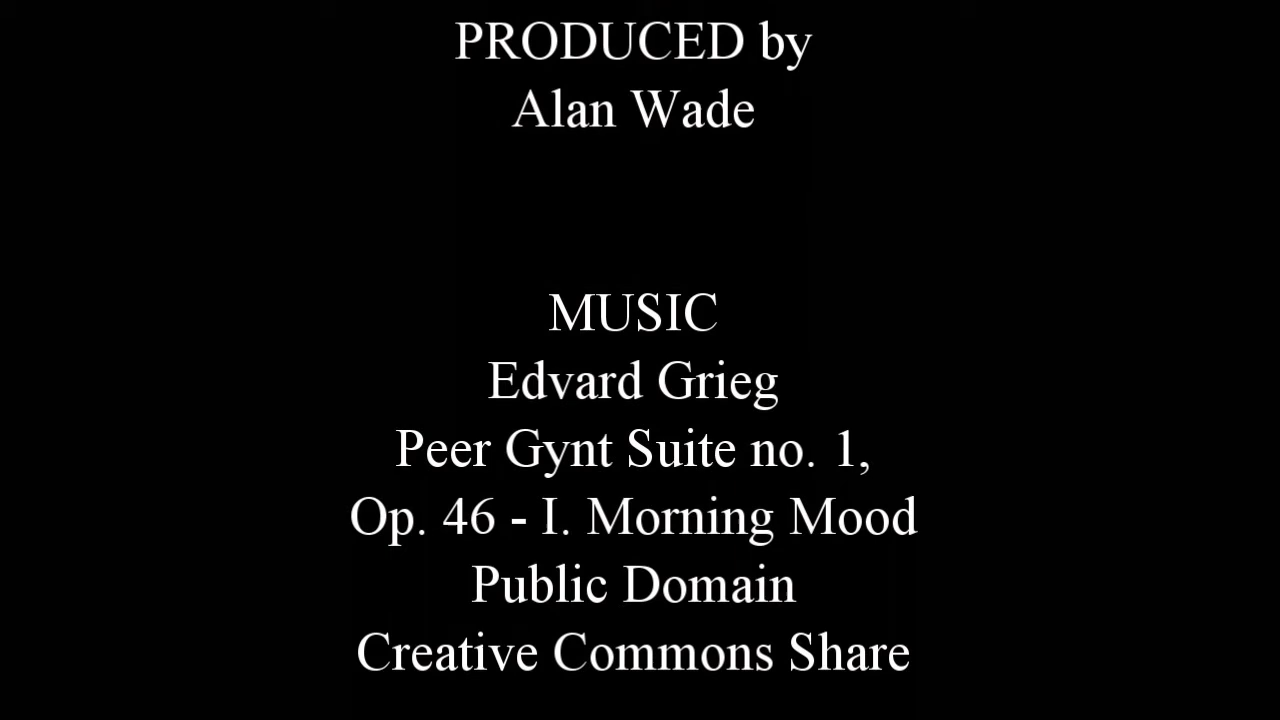 PRODUCED by
Alan Wade
MUSIC
Edvard Grieg
Peer Gynt Suite no. 1,
Op. 46 - I. Morning Mood
Public Domain
Creative Commons Share